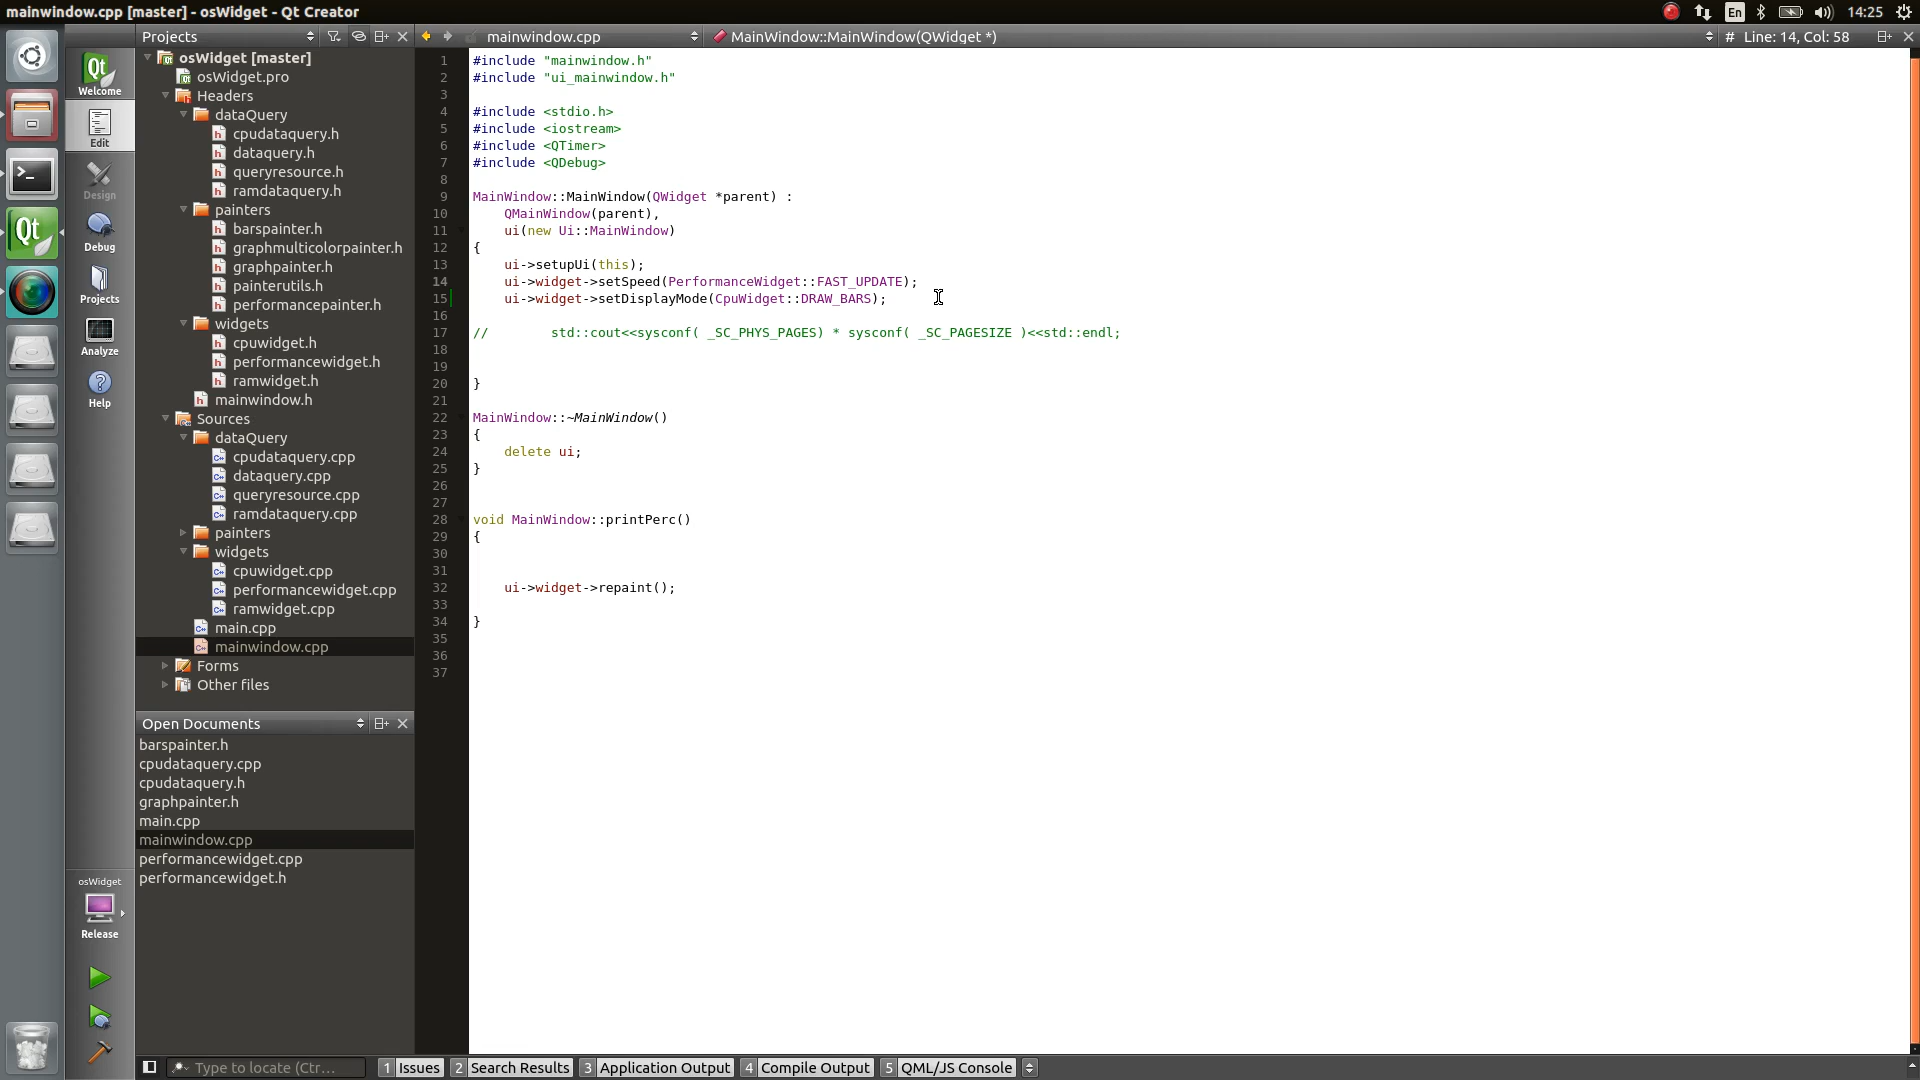 mainwindow.cpp [master] - osWidget - Qt Creator
En
14:25
Projects
mainwindow.cpp
MainWindow::MainWindow(QWidget *)
# Line: 14, Col: 58
Qt
Welcome
Edit
Design
Debug
Projects
Analyze
Help
osWidget
Release
osWidget [master]
osWidget.pro
Headers
dataQuery
cpudataquery.h
dataquery.h
queryresource.h
ramdataquery.h
painters
barspainter.h
graphmulticolorpainter.h
graphpainter.h
painterutils.h
performancepainter.h
widgets
cpuwidget.h
performancewidget.h
ramwidget.h
mainwindow.h
Sources
dataQuery
cpudataquery.cpp
dataquery.cpp
queryresource.cpp
ramdataquery.cpp
painters
widgets
cpuwidget.cpp
performancewidget.cpp
ramwidget.cpp
main.cpp
mainwindow.cpp
Forms
Other files
Open Documents
barspainter.h
cpudataquery.cpp
cpudataquery.h
graphpainter.h
main.cpp
mainwindow.cpp
performancewidget.cpp
performancewidget.h
1 #include "mainwindow.h"
2 #include "ui_mainwindow.h"
3
4 #include <stdio.h>
5 #include <iostream>
6 #include <QTimer>
7 #include <QDebug>
8
9 MainWindow::MainWindow(QWidget *parent) :
10 QMainWindow(parent),
11 ui(new Ui::MainWindow)
12 {
13 ui->setupUi(this);
14 ui->widget->setSpeed(PerformanceWidget::FAST_UPDATE);
15 ui->widget->setDisplayMode(CpuWidget::DRAW_BARS);
16
17 // std::cout<<sysconf( _SC_PHYS_PAGES) * sysconf( _SC_PAGESIZE )<<std::endl;
18
19
20 }
21
22 MainWindow::~MainWindow()
23 {
24 delete ui;
25 }
26
27
28 void MainWindow::printPerc()
29 {
30
31
32 ui->widget->repaint();
33
34 }
35
36
37
Type to locate (Ctr...
1 Issues
2 Search Results
3 Application Output
4 Compile Output
5 QML/JS Console